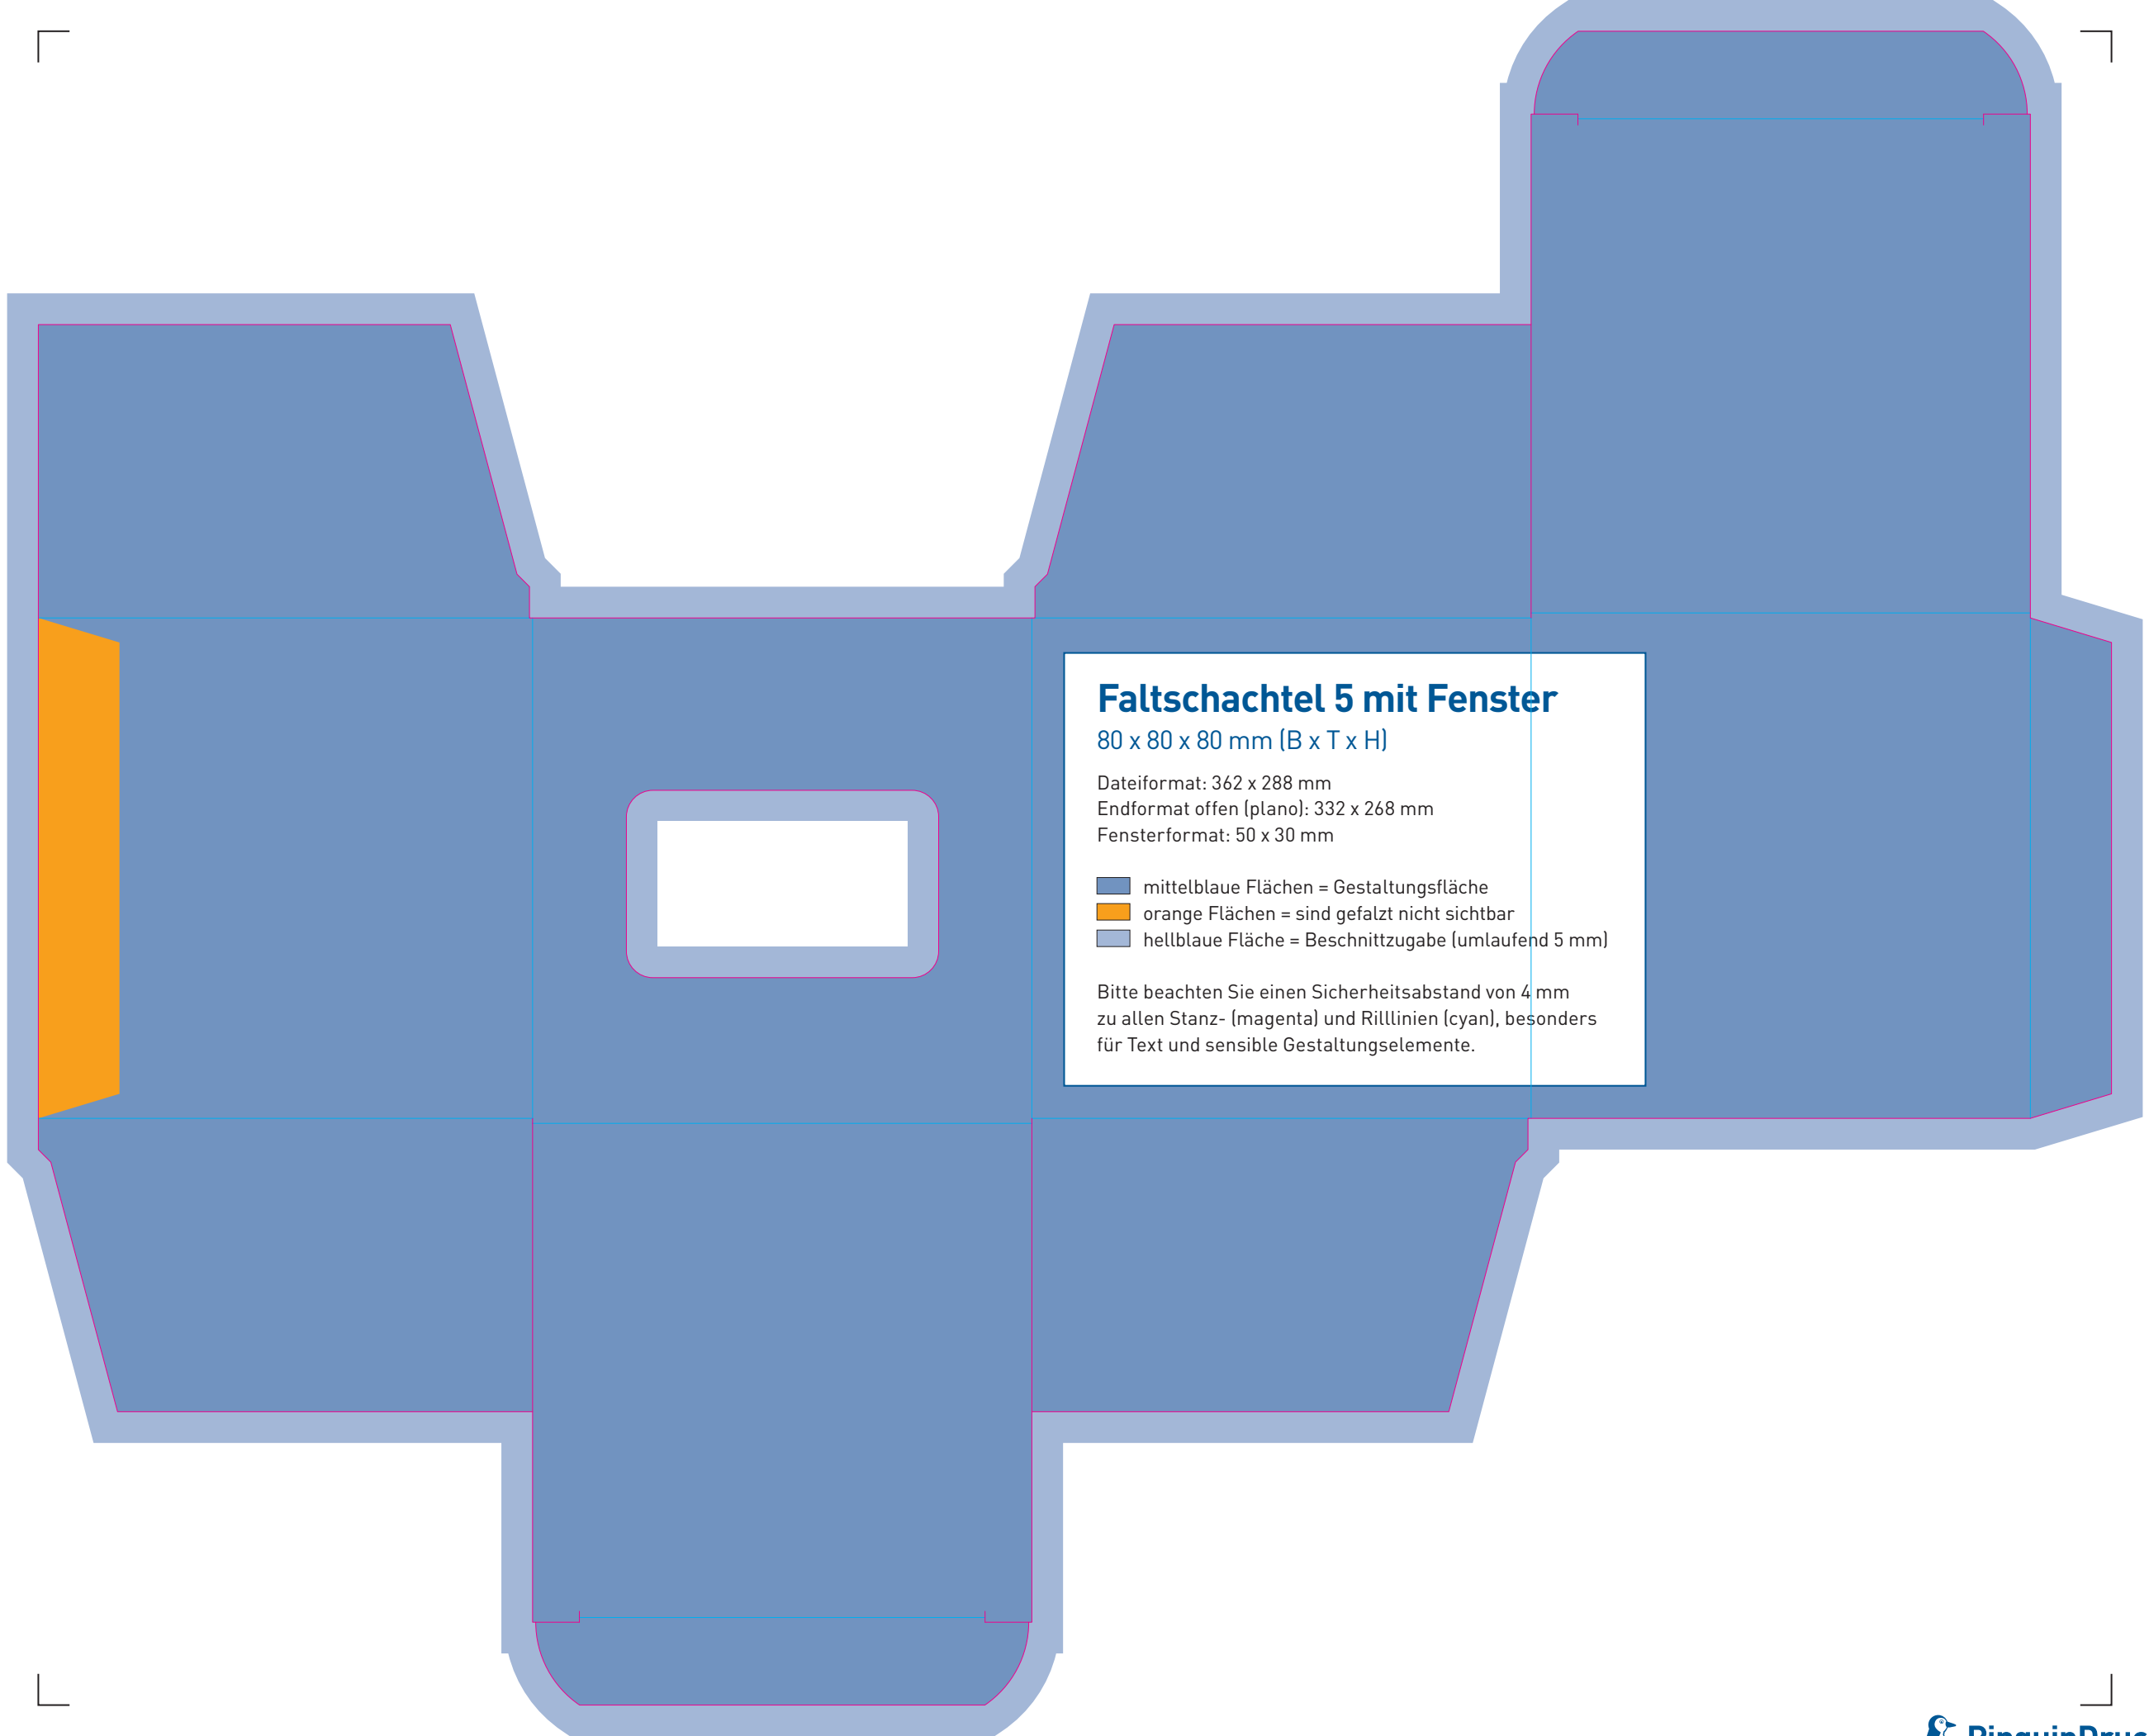 Faltschachtel 5 mit Fenster
80 x 80 x 80 mm (B x T x H)
Dateiformat: 362 x 288 mm
Endformat offen (plano): 332 x 268 mm
Fensterformat: 50 x 30 mm
mittelblaue Flächen = Gestaltungsfläche
orange Flächen = sind gefalzt nicht sichtbar
hellblaue Fläche = Beschnittzugabe (umlaufend 5 mm)
Bitte beachten Sie einen Sicherheitsabstand von 4 mm
zu allen Stanz- (magenta) und Rilllinien (cyan), besonders
für Text und sensible Gestaltungselemente.